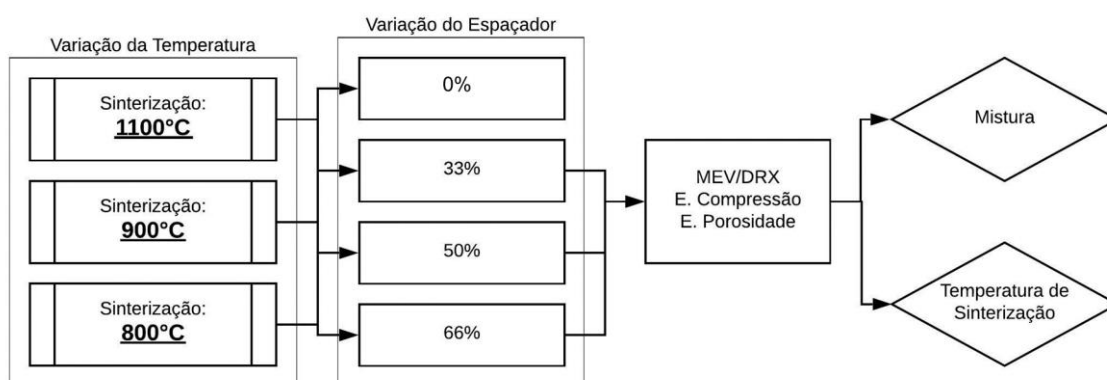 Variação da Temperatura
Sinterização:
1100°C
Sinterização:
900°C
Sinterização:
800°C
Variação do Espaçador
0%
33%
50%
66%
MEV/DRX
E. Compressão
E. Porosidade
Mistura
Temperatura de
Sinterização